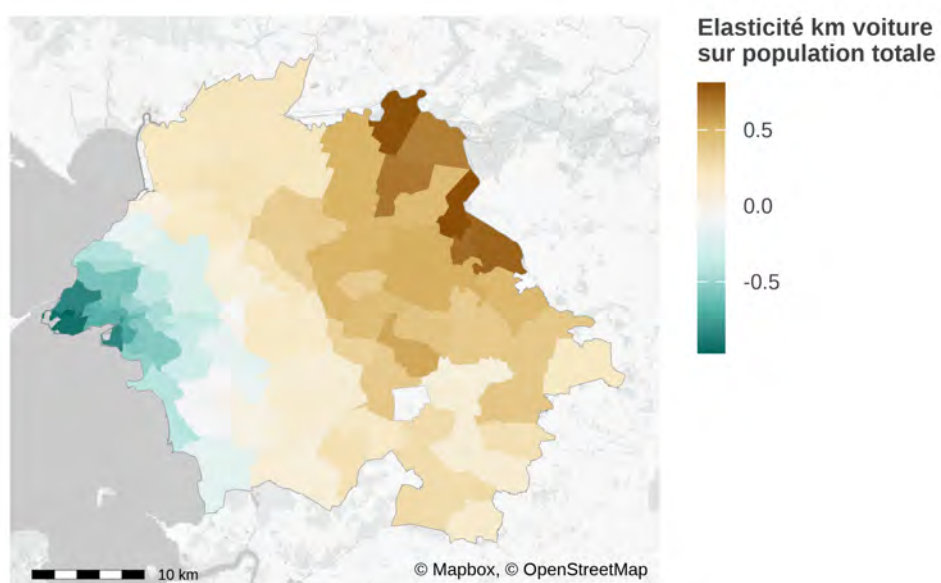 Elasticité km voiture
sur population totale
0.5
0.0
-0.5
10 km
© Mapbox, © OpenStreetMap